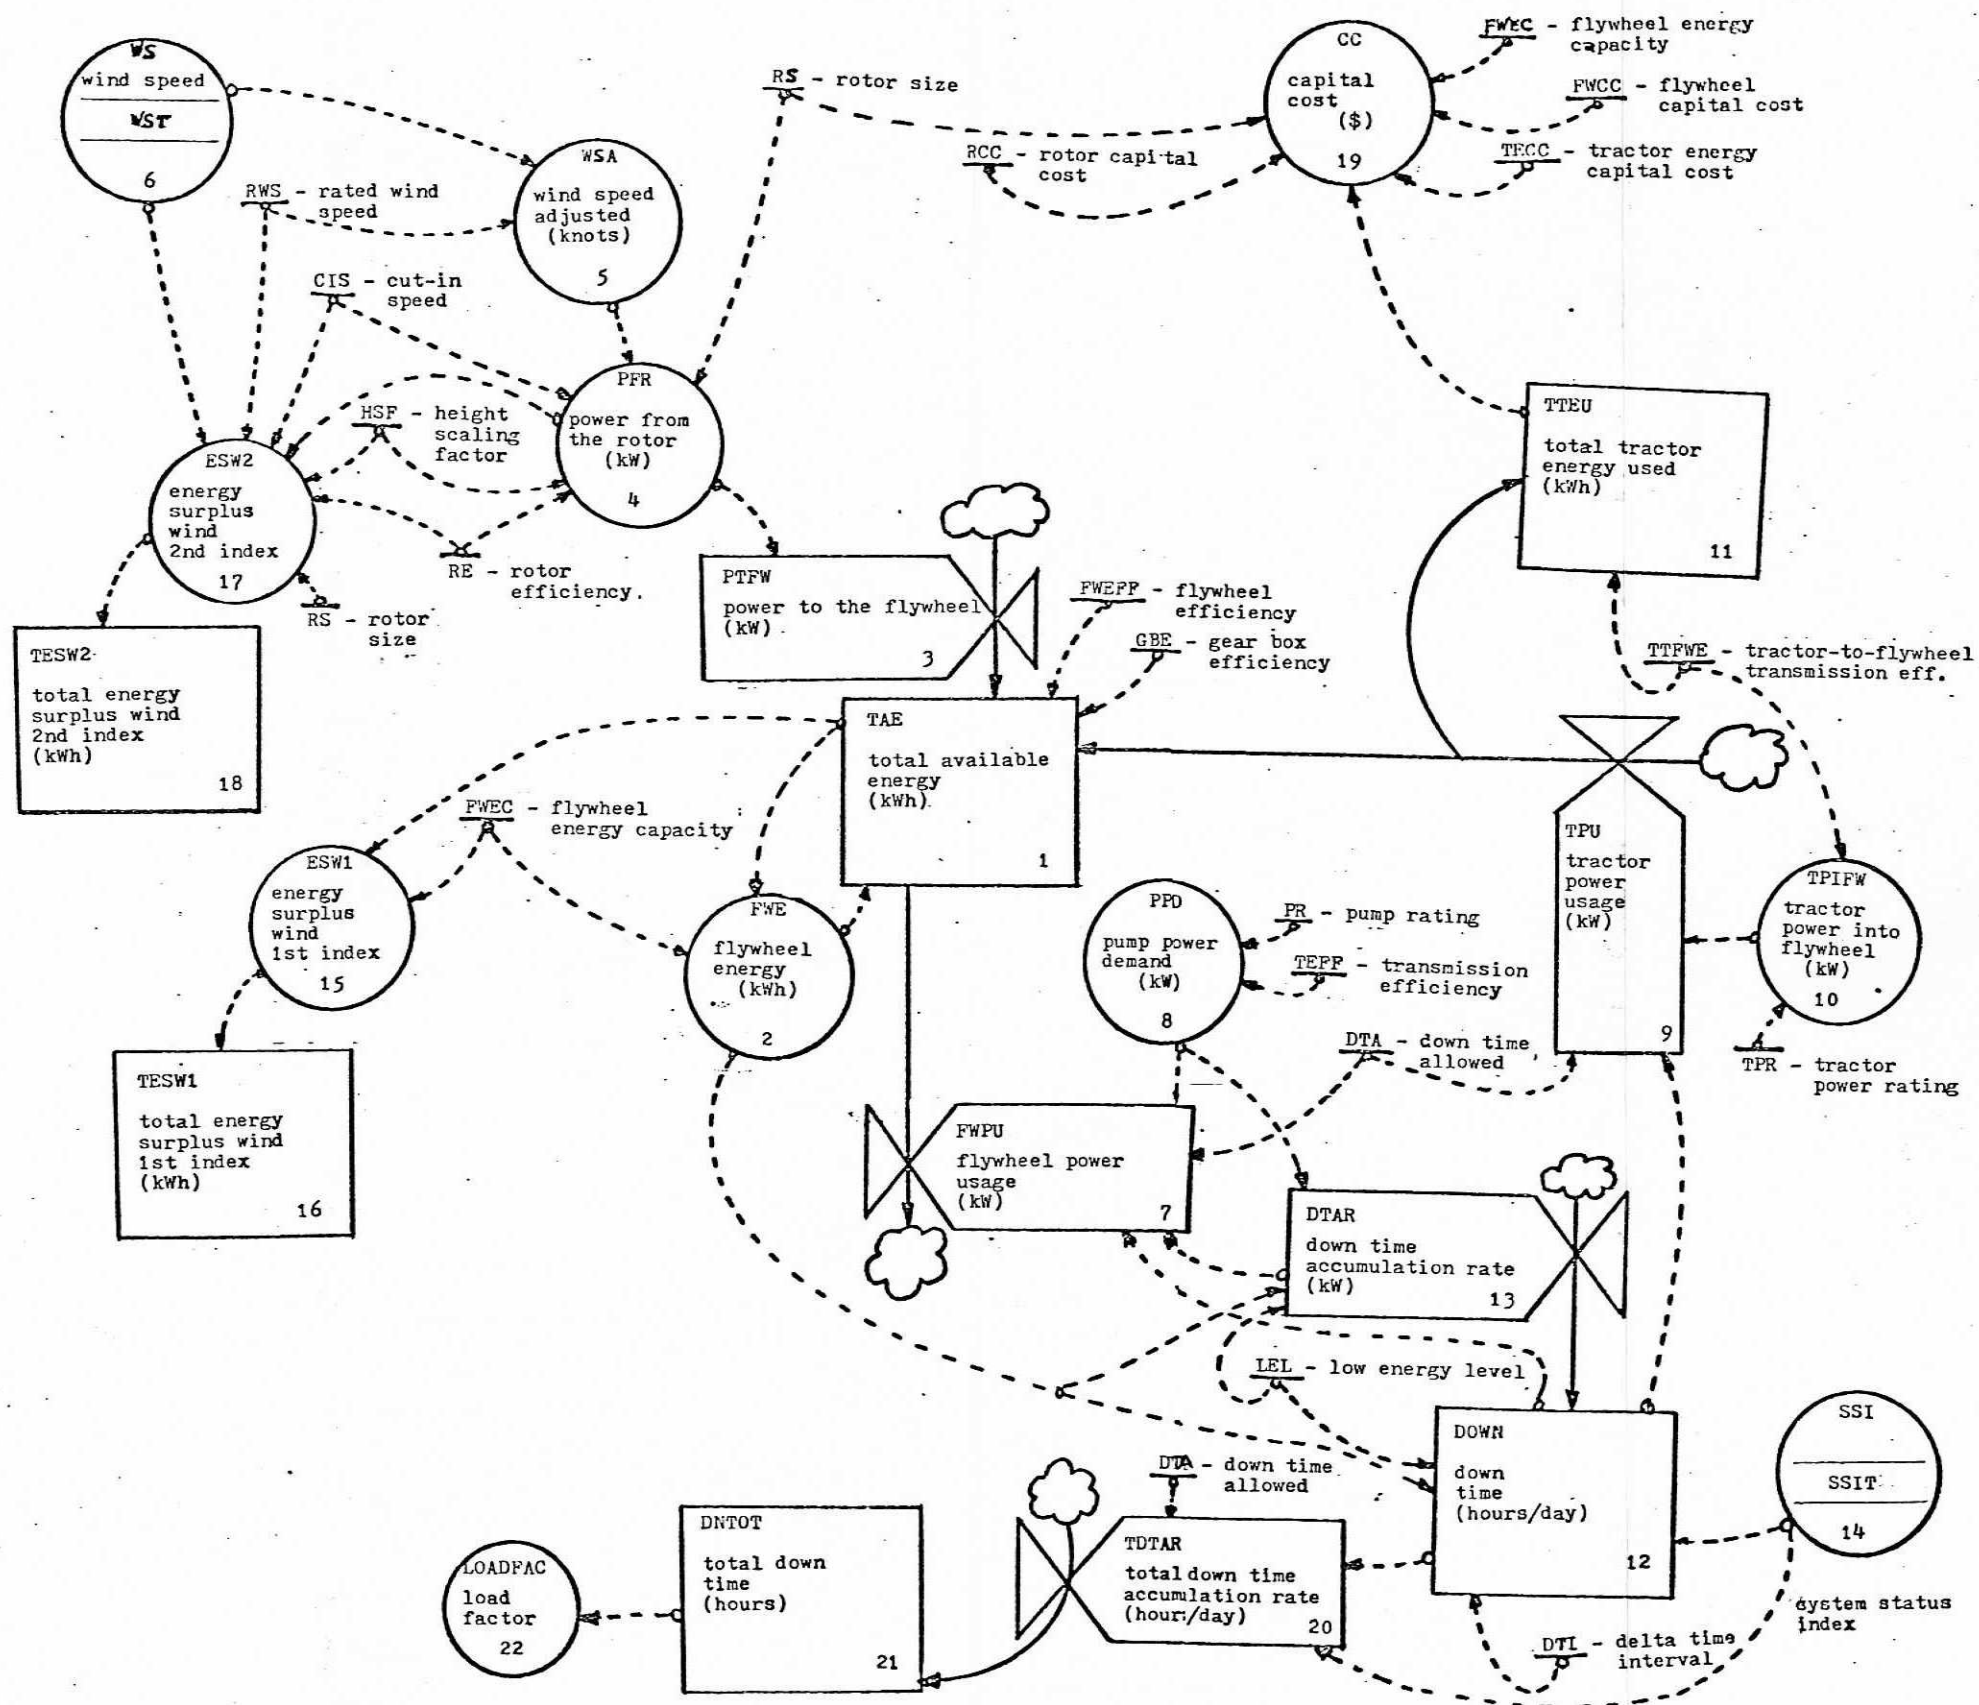 WS
wind speed
WST
6
RWS - rated wind
speed
WSA
wind speed
adjusted
(knots)
5
CIS - cut-in
speed
RS - rotor size
RCC - rotor capital
cost
CC
capital
cost
($)
19
FWEC - flywheel energy
capacity
FWCC - flywheel
capital cost
TECC - tractor energy
capital cost
HSF - height
scaling
factor
PFR
power from
the rotor
(kW)
4
ESW2
energy
surplus
wind
2nd index
17
RE - rotor
efficiency.
RS - rotor
size
TESW2
total energy
surplus wind
2nd index
(kWh)
18
PTFW
power to the flywheel
(kW)
3
FWEFF - flywheel
efficiency
GBE - gear box
efficiency
TTEU
total tractor
energy used
(kWh)
11
TTFWE - tractor-to-flywheel
transmission eff.
TAE
total available
energy
(kWh)
1
FWEC - flywheel
energy capacity
ESW1
energy
surplus
wind
1st index
15
FWE
flywheel
energy
(kWh)
2
TESW1
total energy
surplus wind
1st index
(kWh)
16
PPD
pump power
demand
(kW)
8
PR - pump rating
TEFF - transmission
efficiency
DTA - down time
allowed
TPU
tractor
power
usage
(kW)
9
TPIFW
tractor
power into
flywheel
(kW)
10
TPR - tractor
power rating
FWPU
flywheel power
usage
(kW)
7
DTAR
down time
accumulation rate
(kW)
13
LEL - low energy level
DOWN
down
time
(hours/day)
12
SSI
SSIT
14
system status
index
DTI - delta time
interval
DTA - down time
allowed
TDTAR
total down time
accumulation rate
(hour/day)
20
DNTOT
total down
time
(hours)
21
LOADFAC
load
factor
22